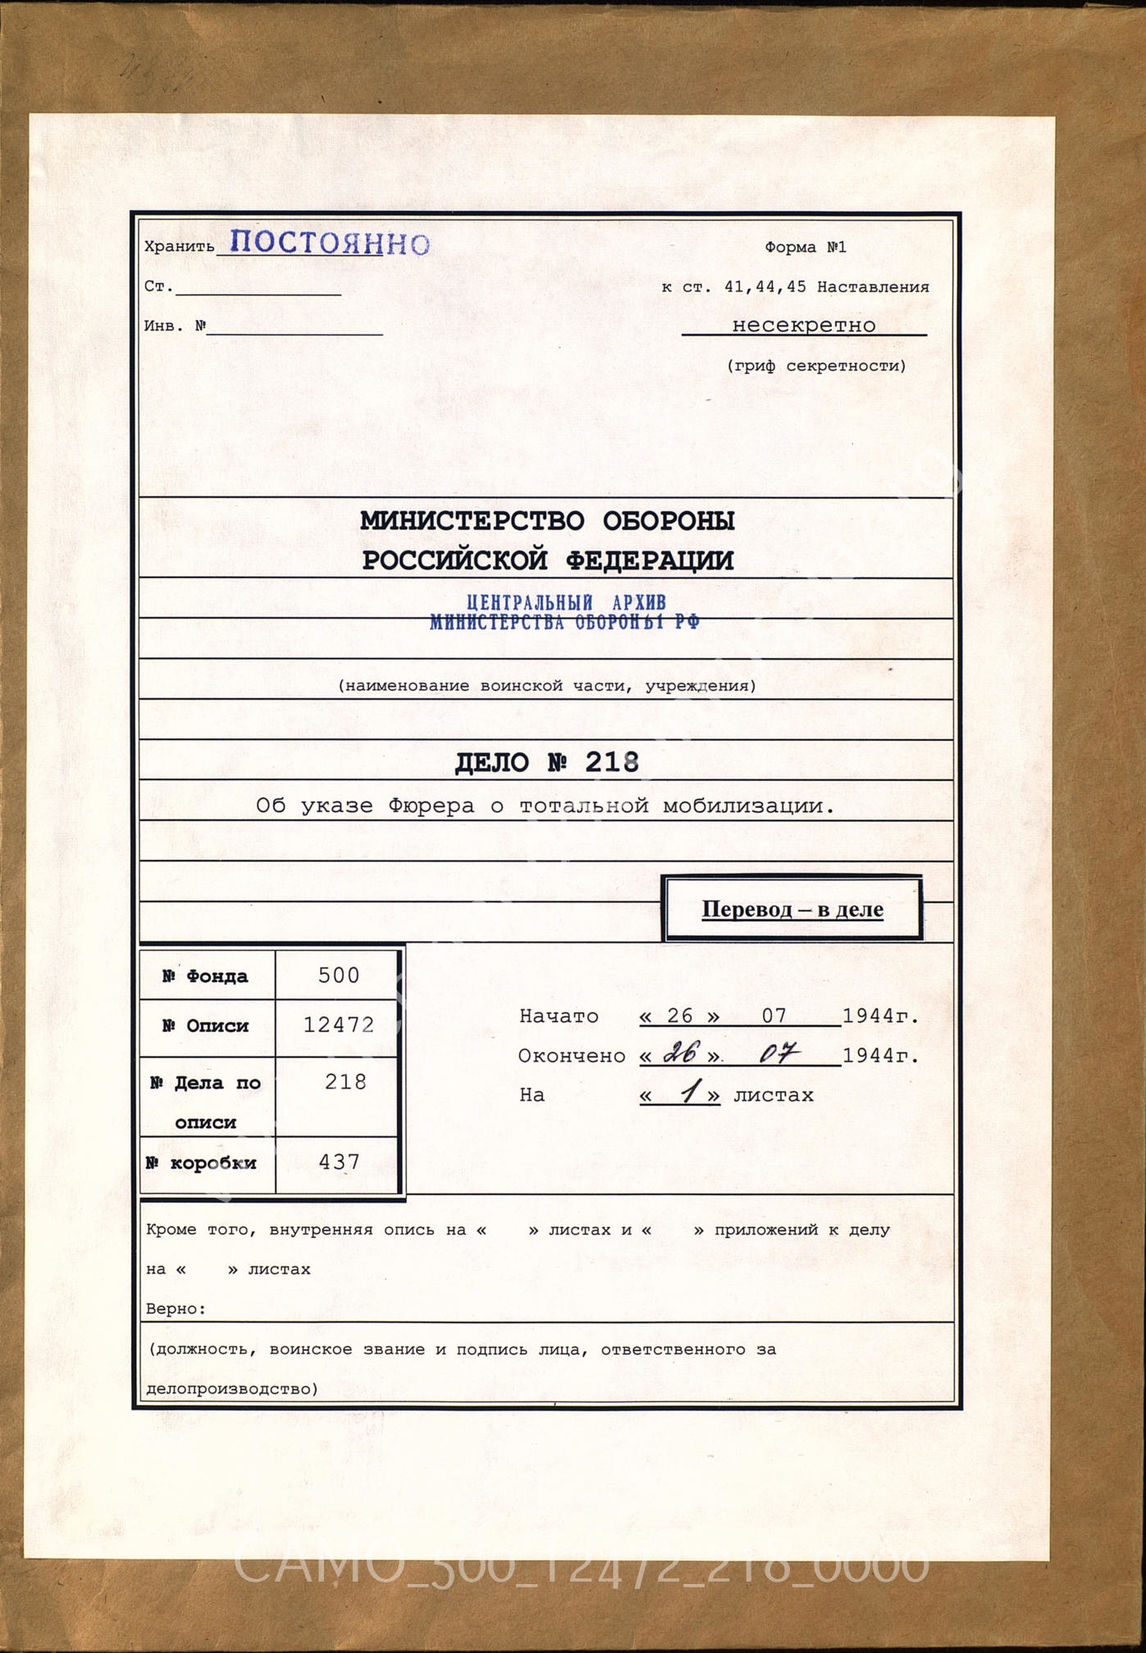 Хранить ПОСТОЯННО
Форма №1
Ст.
к ст. 41,44,45 Наставления
Инв. №
несекретно
(гриф секретности)
МИНИСТЕРСТВО ОБОРОНЫ
РОССИЙСКОЙ ФЕДЕРАЦИИ
ЦЕНТРАЛЬНЫЙ АРХИВ
МИНИСТЕРСТВА ОБОРОНЫ РФ
(наименование воинской части, учреждения)
ДЕЛО № 218
Об указе Фюрера о тотальной мобилизации.
Перевод – в деле
№ Фонда 500
№ Описи 12472
№ Дела по 218
описи
№ коробки 437
Начато « 26 » 07 1944г.
Окончено « 26 ». 07 1944г.
На « 1 » листах
Кроме того, внутренняя опись на « » листах и « » приложений к делу
на « » листах
Верно:
(должность, воинское звание и подпись лица, ответственного за
делопроизводство)
CAMO_500_12472_218_0000